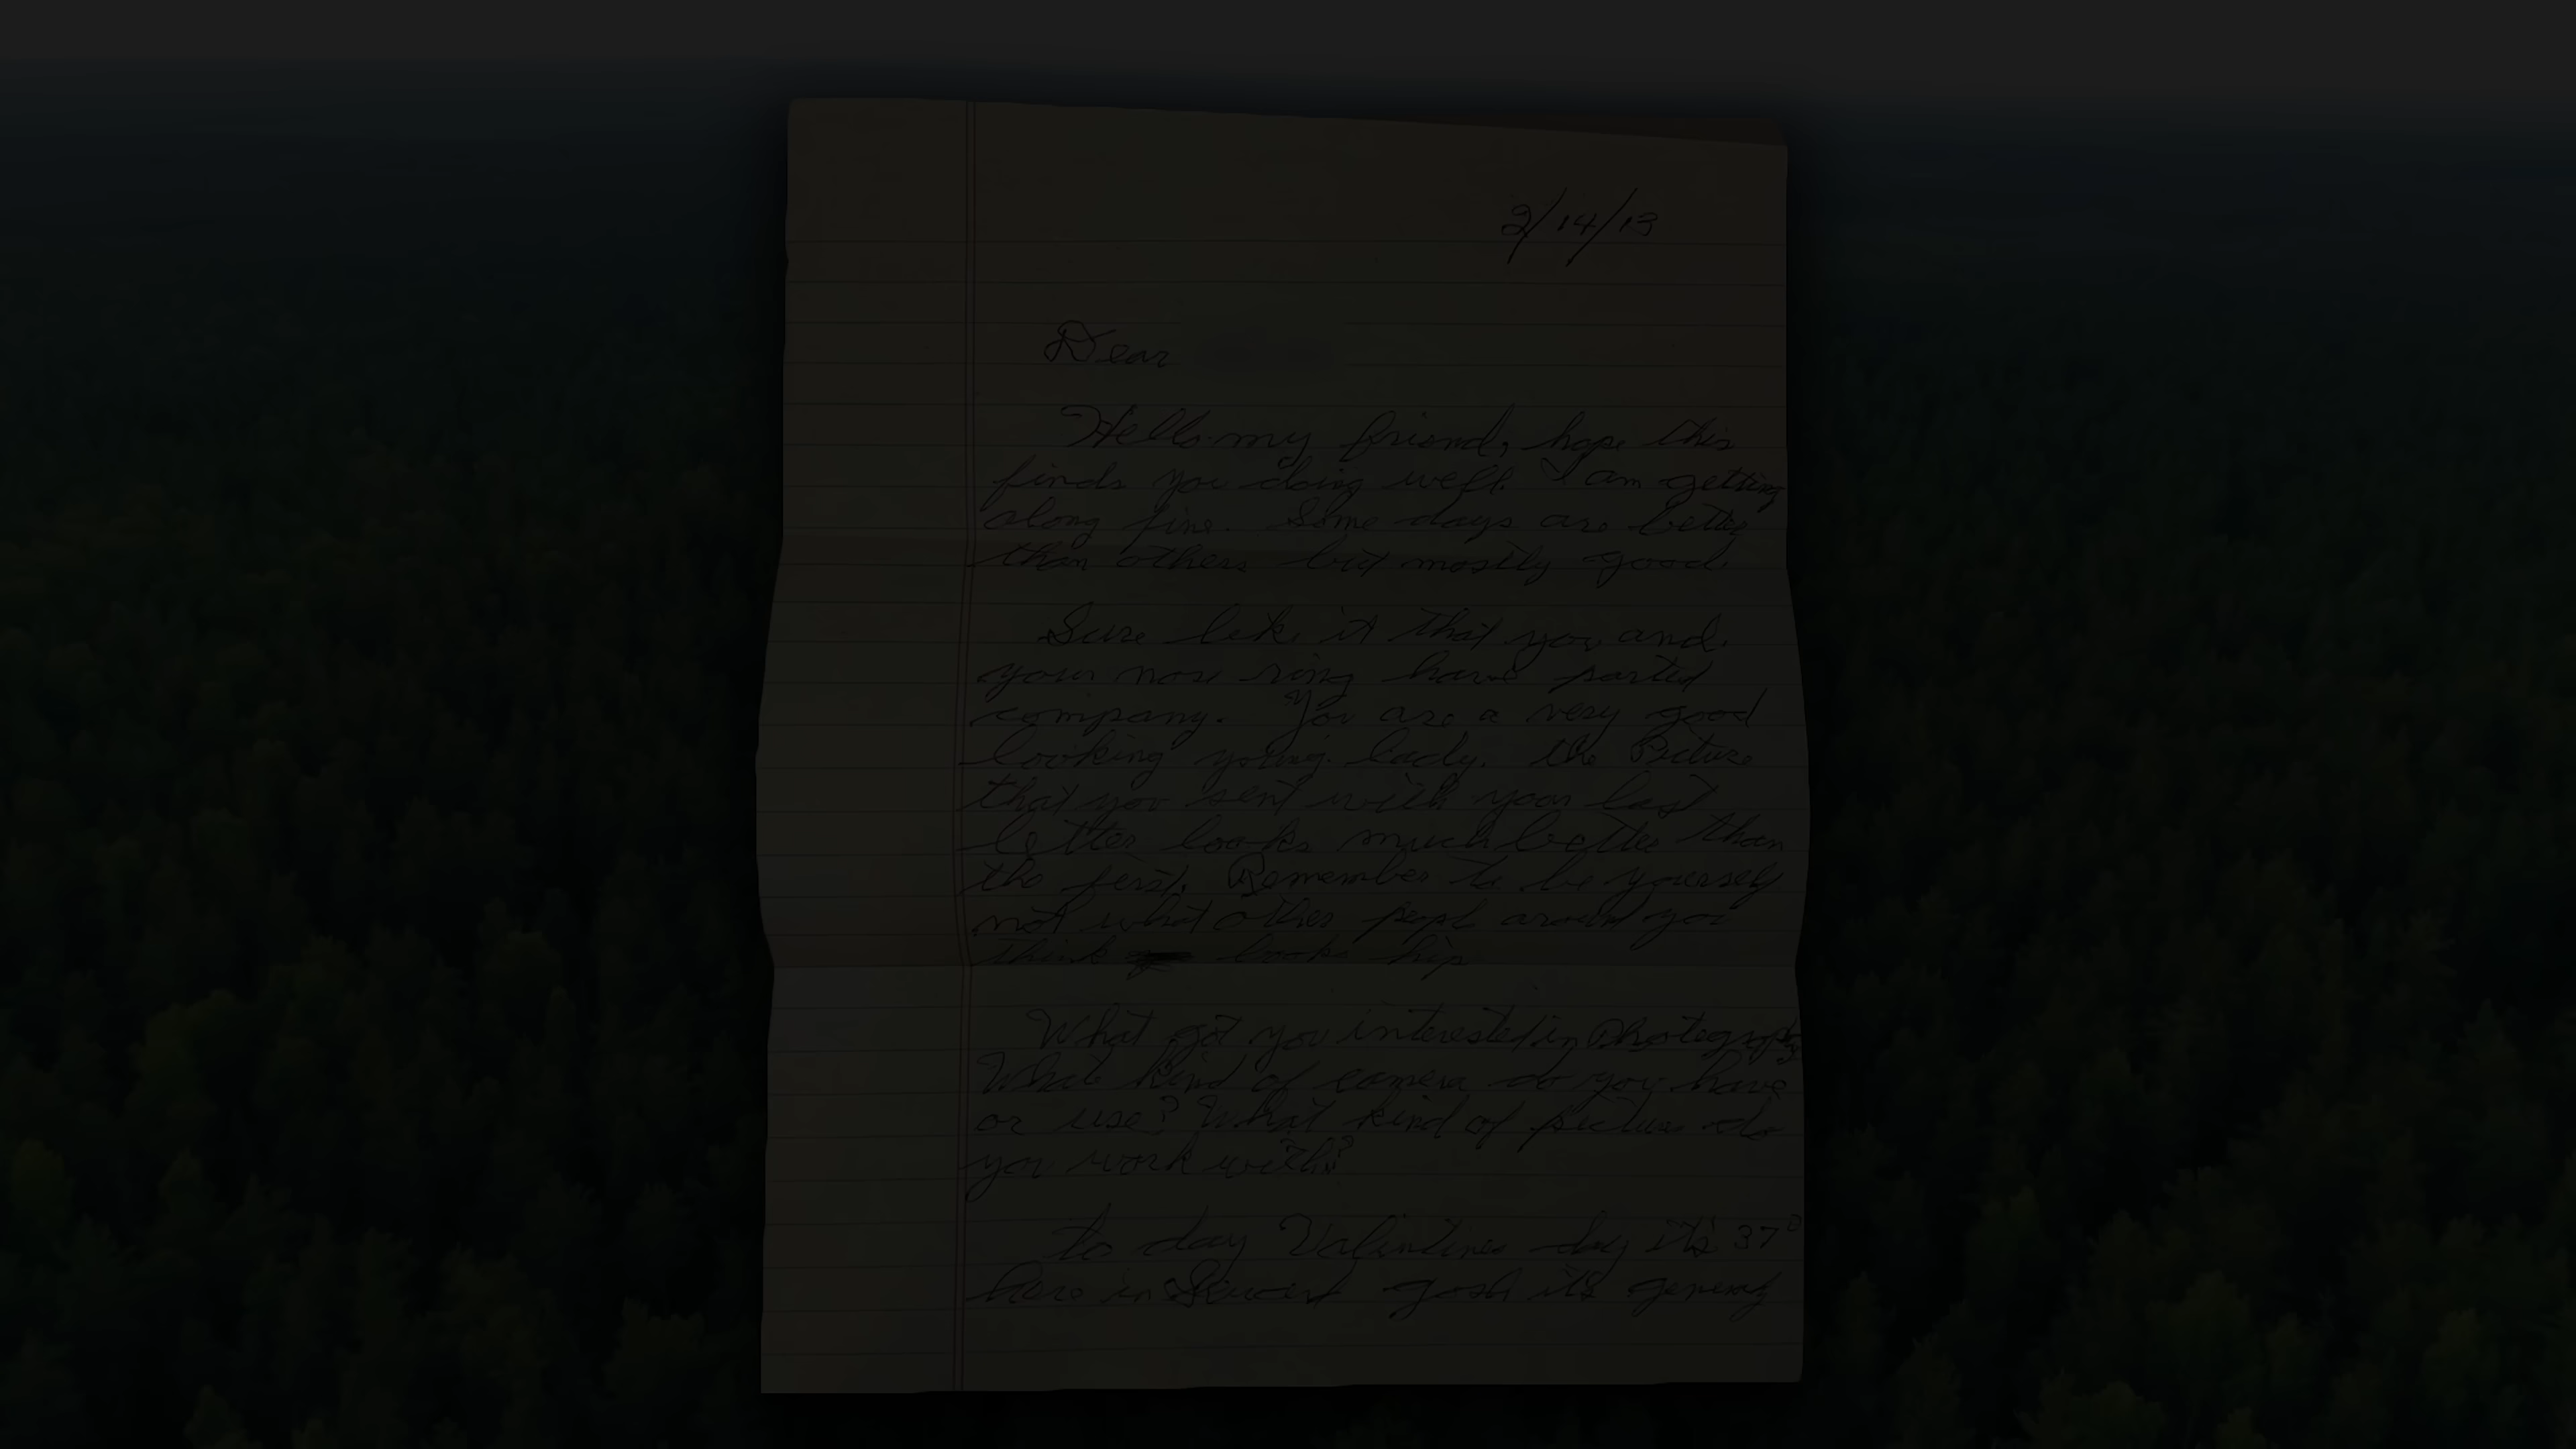 2/14/13
Dear
Hello my friend, hope this
finds you doing well. I am getting
along fine. Some days are better
than others but mostly good.
Sure like it that you and
your nose ring have parted
company. You are a very good
looking young lady. the Picture
that you sent with your last
letter looks much better than
the first. Remember to be yourself
not what other peopl around you
think looks hip.
What got you interested in Photography
What kind of camera do you have
or use? What kind of pictures do
you work with?
to day Valentines day it's 37°
here in Seward gosh it's